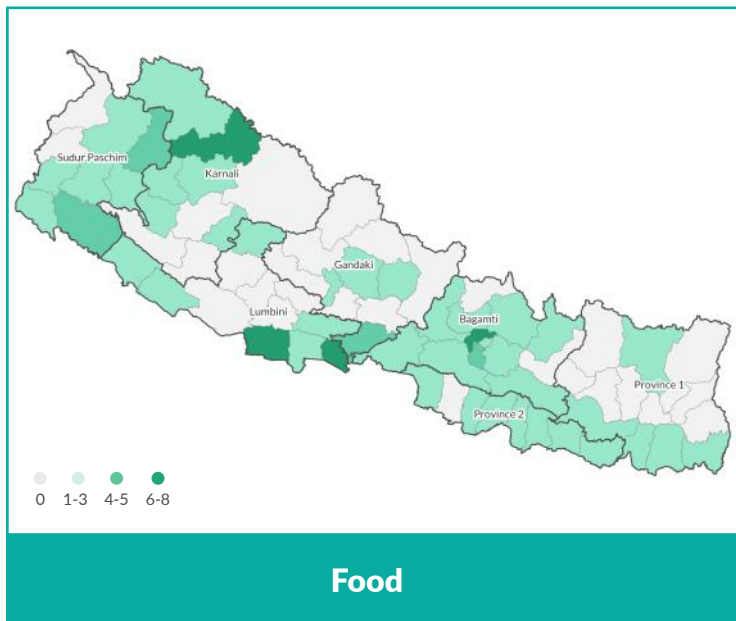 Sudur Paschim
Karnali
Gandaki
Lumbini
Bagamti
Province 1
Province 2
0 1-3 4-5 6-8
Food